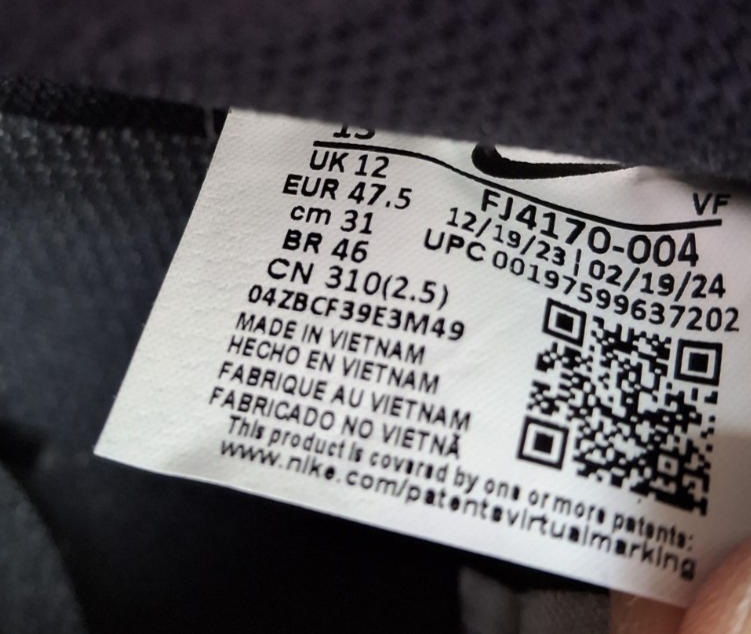 13
UK 12
EUR 47.5
cm 31
BR 46
CN 310(2.5)
04ZBCF39E3M49
VF
FJ4170-004
12/19/23 | 02/19/24
UPC 00197599637202
MADE IN VIETNAM
HECHO EN VIETNAM
FABRIQUE AU VIETNAM
FABRICADO NO VIETNÃ
This product is covered by one or more patents:
www.nike.com/patentsvirtualmarking